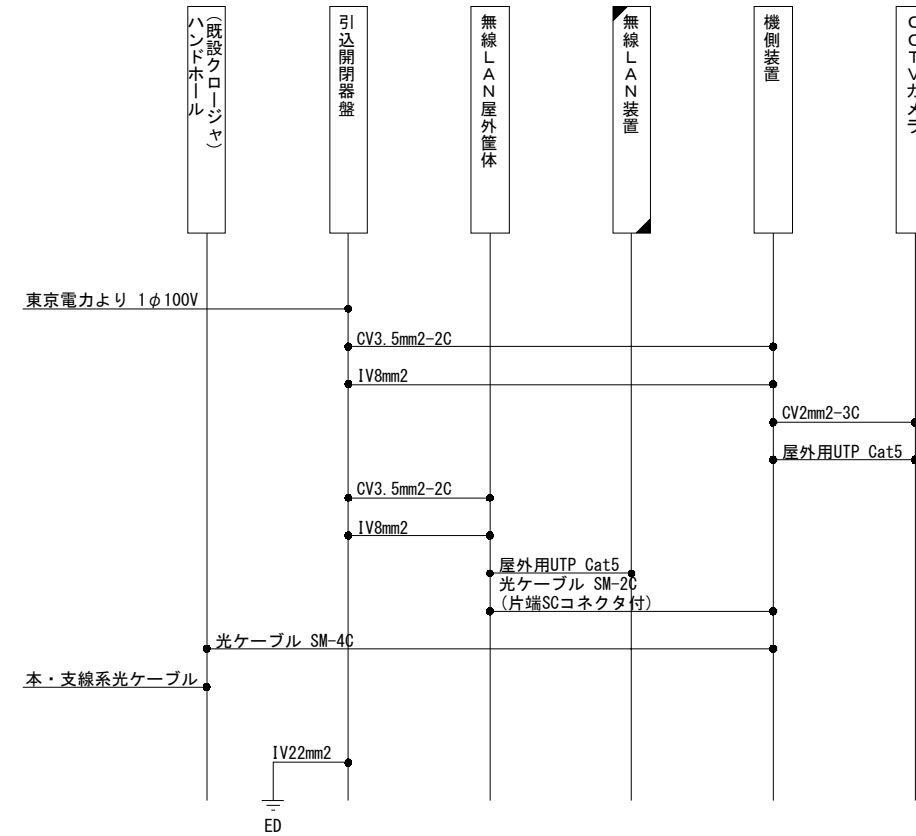 (既設クロージャ)
ハンドホール
引込開閉器盤
無線LAN屋外筐体
無線LAN装置
機側装置
CCTVカメラ
東京電力より 1φ100V
CV3.5mm2-2C
IV8mm2
CV2mm2-3C
屋外用UTP Cat5
CV3.5mm2-2C
IV8mm2
屋外用UTP Cat5
光ケーブル SM-2C
(片端SCコネクタ付)
光ケーブル SM-4C
本・支線系光ケーブル
IV22mm2
ED